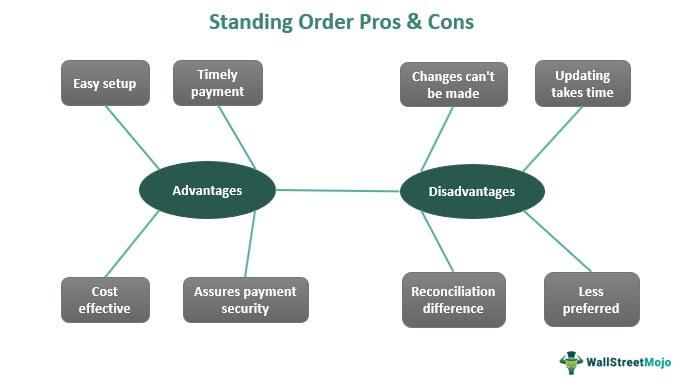 Standing Order Pros & Cons
Easy setup
Timely
payment
Changes can't
be made
Updating
takes time
Advantages
Disadvantages
Cost
effective
Assures payment
security
Reconciliation
difference
Less
preferred
WallStreetMojo